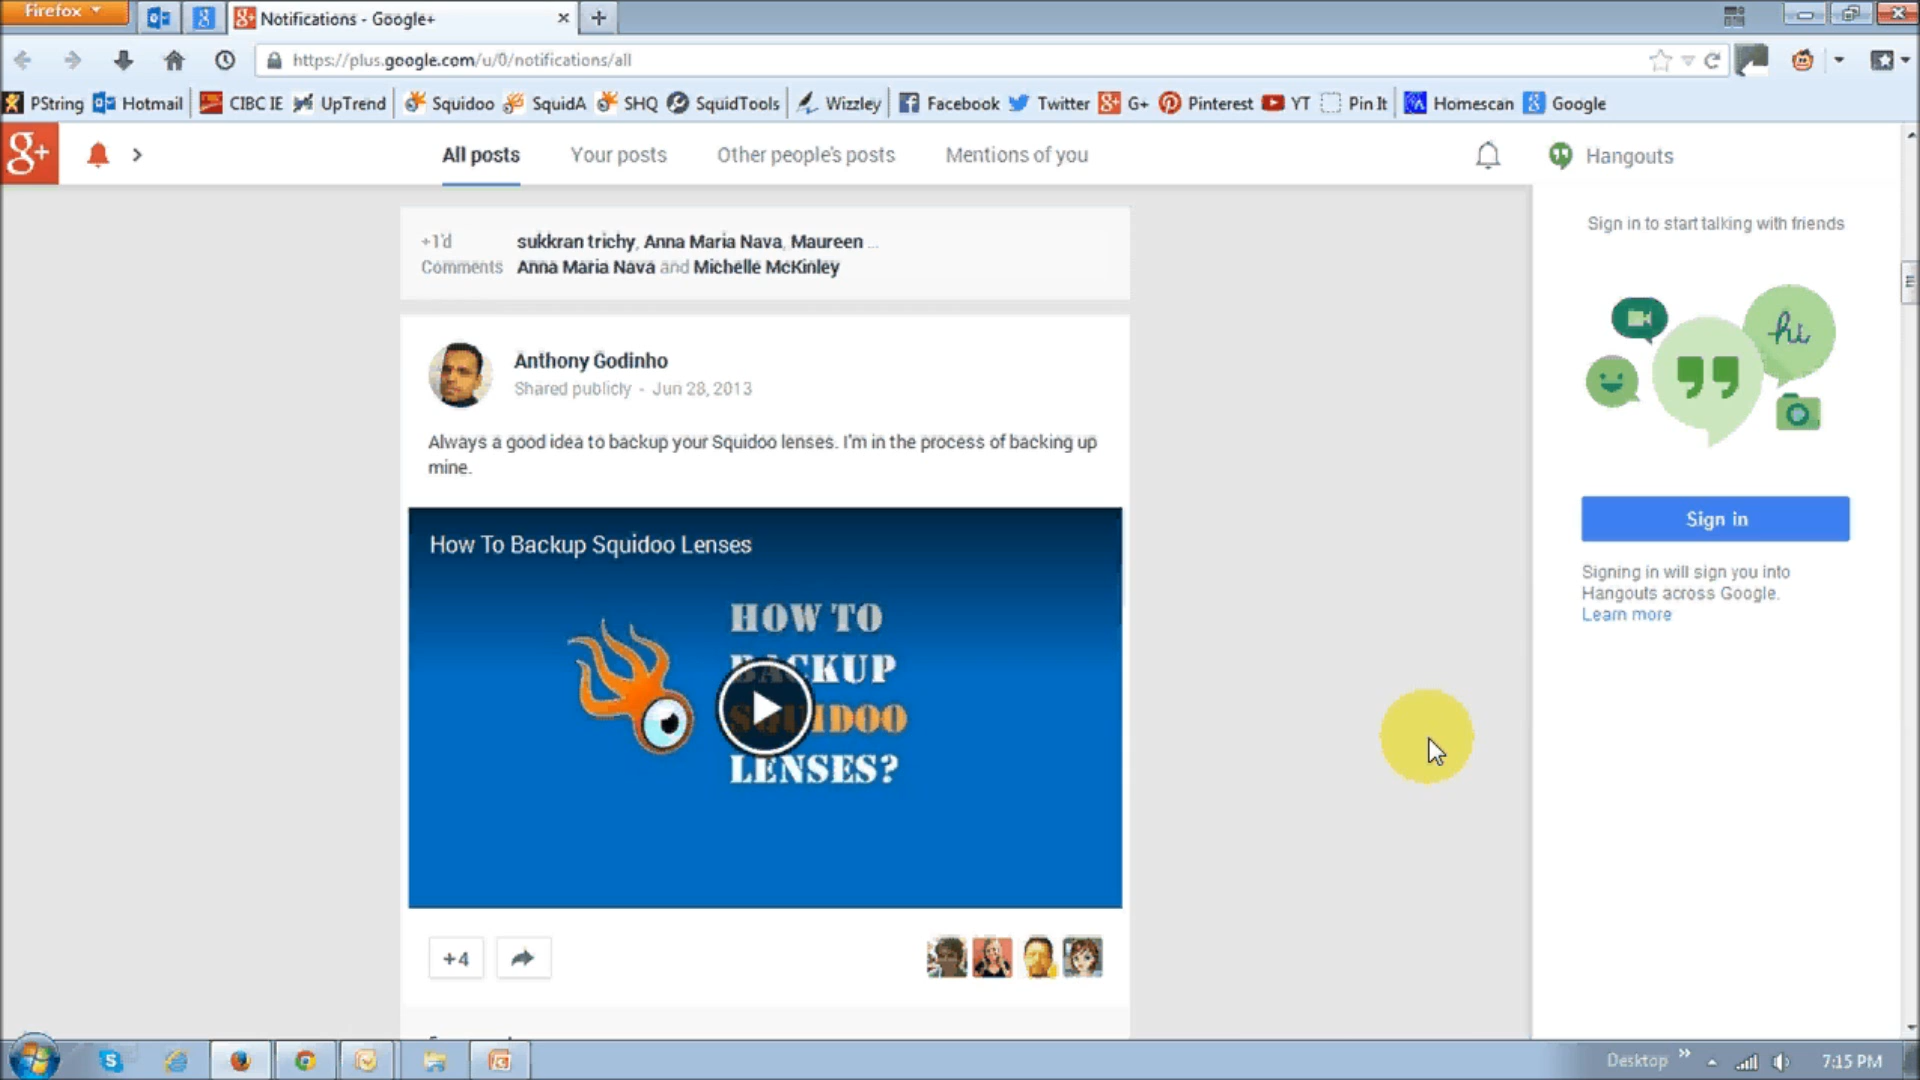 Firefox
Notifications - Google+
https://plus.google.com/u/0/notifications/all
PString Hotmail CIBC IE UpTrend Squidoo SquidA SHQ SquidTools Wizzley Facebook Twitter G+ Pinterest YT Pin It Homescan Google
g+ All posts Your posts Other people's posts Mentions of you Hangouts
+1'd sukkran trichy, Anna Maria Nava, Maureen ...
Comments Anna Maria Nava and Michelle McKinley
Anthony Godinho
Shared publicly - Jun 28, 2013
Always a good idea to backup your Squidoo lenses. I'm in the process of backing up
mine.
How To Backup Squidoo Lenses
HOW TO
BACKUP
SQUIDOO
LENSES?
+4
Sign in to start talking with friends
hi
Sign in
Signing in will sign you into
Hangouts across Google.
Learn more
Desktop 7:15 PM